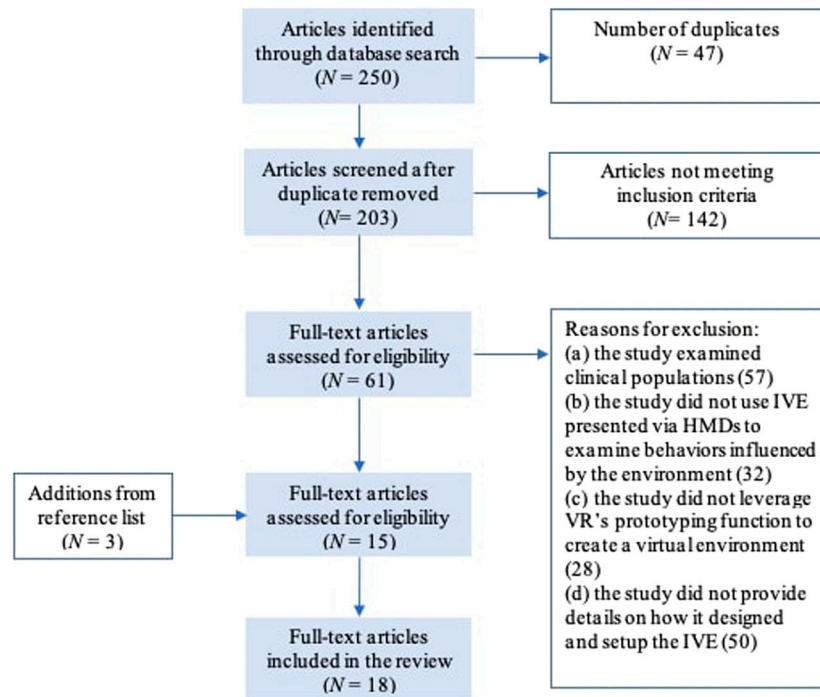 Articles identified
through database search
(N = 250)
Number of duplicates
(N = 47)
Articles screened after
duplicate removed
(N= 203)
Articles not meeting
inclusion criteria
(N= 142)
Full-text articles
assessed for eligibility
(N = 61)
Reasons for exclusion:
(a) the study examined
clinical populations (57)
(b) the study did not use IVE
presented via HMDs to
examine behaviors influenced
by the environment (32)
(c) the study did not leverage
VR's prototyping function to
create a virtual environment
(28)
(d) the study did not provide
details on how it designed
and setup the IVE (50)
Additions from
reference list
(N = 3)
Full-text articles
assessed for eligibility
(N = 15)
Full-text articles
included in the review
(N = 18)